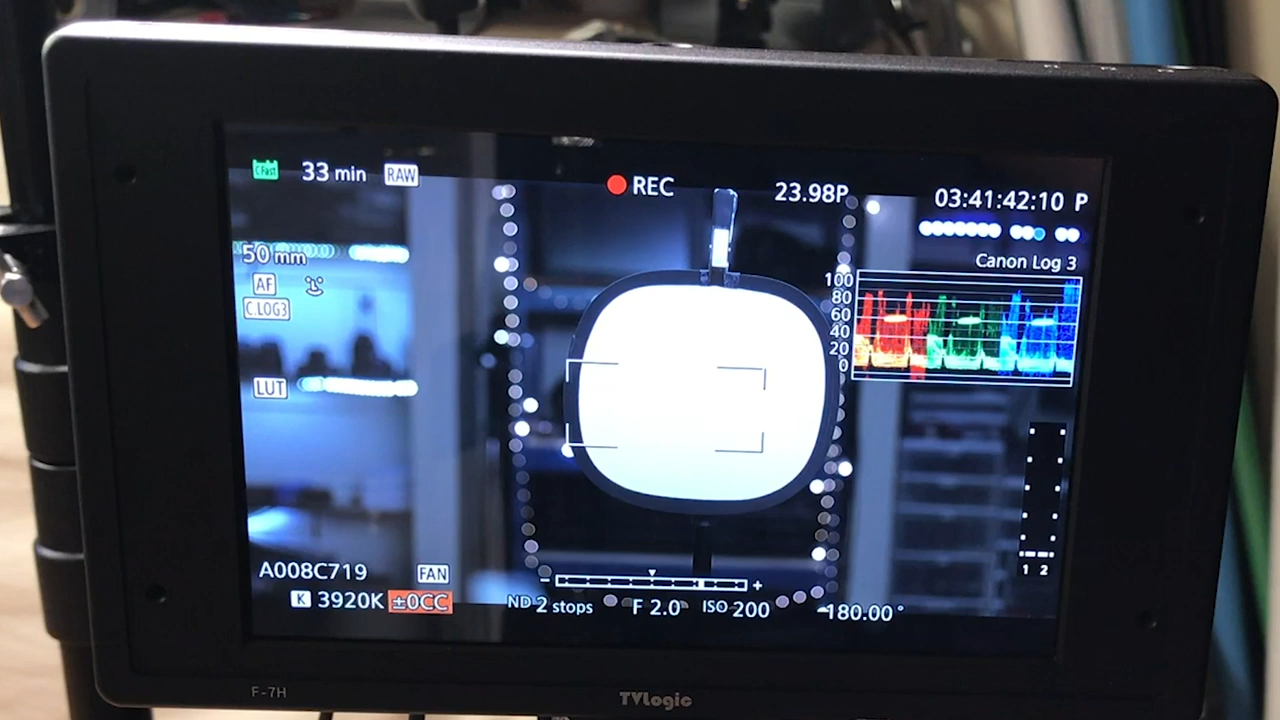 CFast 33 min RAW
REC
23.98P
03:41:42:10 P
50 mm
AF
C.LOG3
LUT
Canon Log 3
100
80
60
40
20
0
1 2
A008C719 FAN
K 3920K ±0CC
ND 2 stops F 2.0 ISO 200 180.00°
F-7H
TVLogic